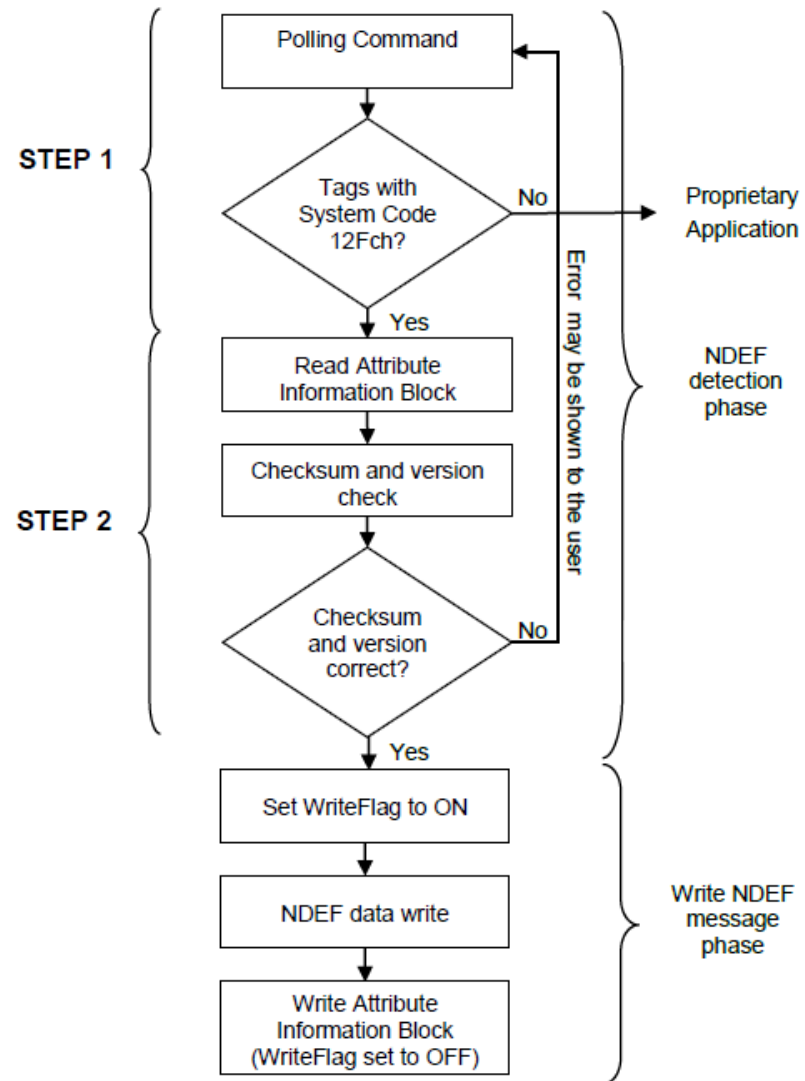 Polling Command
STEP 1
Tags with
System Code
12Fch?
No
Proprietary
Application
Yes
Error may be shown to the user
Read Attribute
Information Block
NDEF
detection
phase
Checksum and version
check
STEP 2
Checksum
and version
correct?
No
Yes
Set WriteFlag to ON
NDEF data write
Write NDEF
message
phase
Write Attribute
Information Block
(WriteFlag set to OFF)